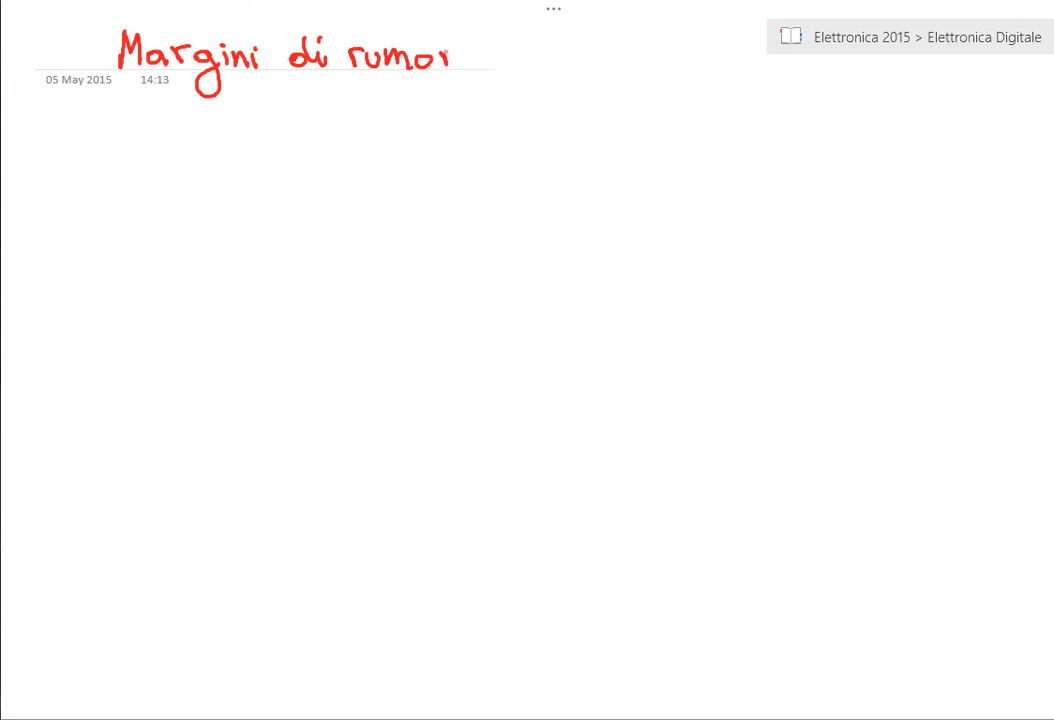 Margini di rumor
Elettronica 2015 > Elettronica Digitale
05 May 2015 14:13